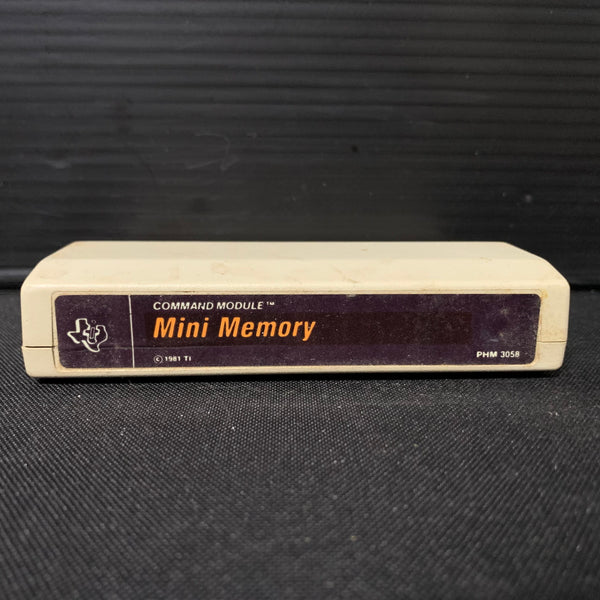 COMMAND MODULE™
Mini Memory
© 1981 TI
PHM 3058